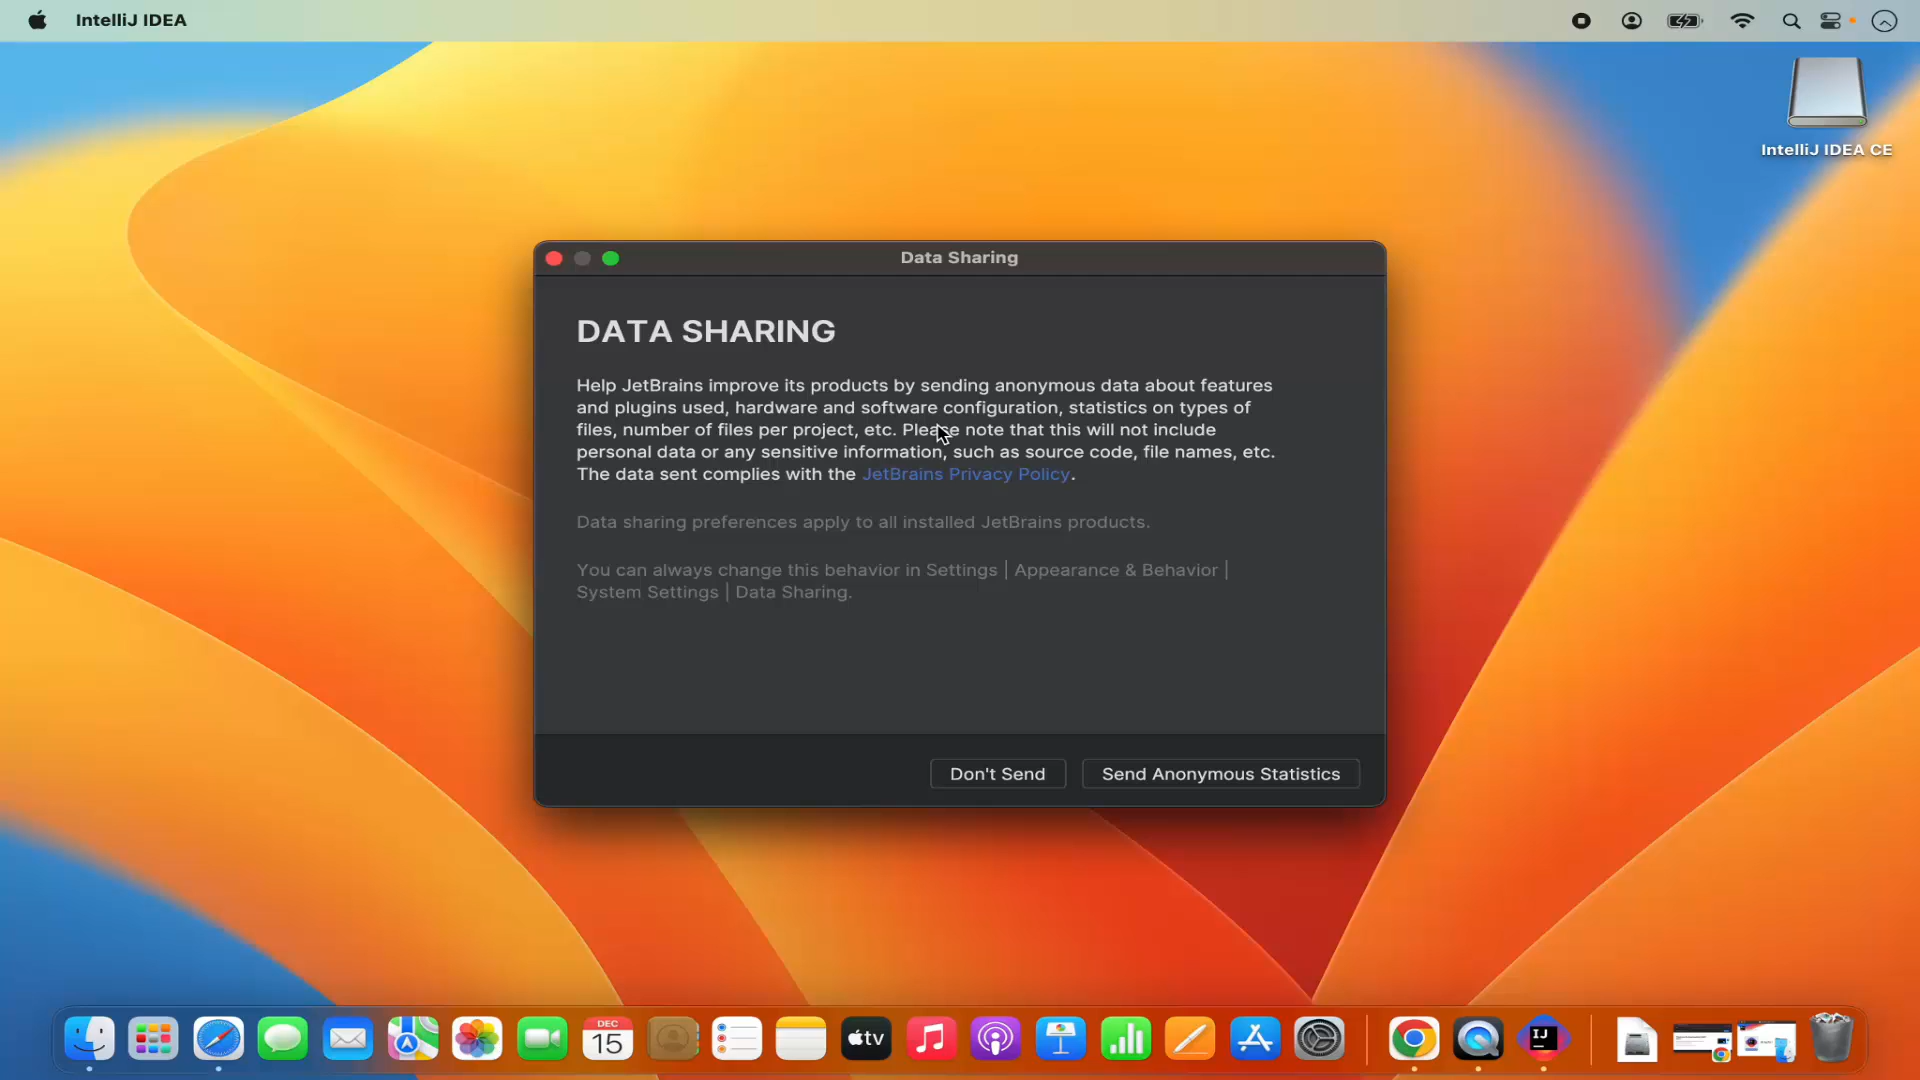 IntelliJ IDEA
IntelliJ IDEA CE
Data Sharing
DATA SHARING
Help JetBrains improve its products by sending anonymous data about features
and plugins used, hardware and software configuration, statistics on types of
files, number of files per project, etc. Please note that this will not include
personal data or any sensitive information, such as source code, file names, etc.
The data sent complies with the JetBrains Privacy Policy.
Data sharing preferences apply to all installed JetBrains products.
You can always change this behavior in Settings | Appearance & Behavior |
System Settings | Data Sharing.
Don't Send
Send Anonymous Statistics
DEC
15
tv
IJ